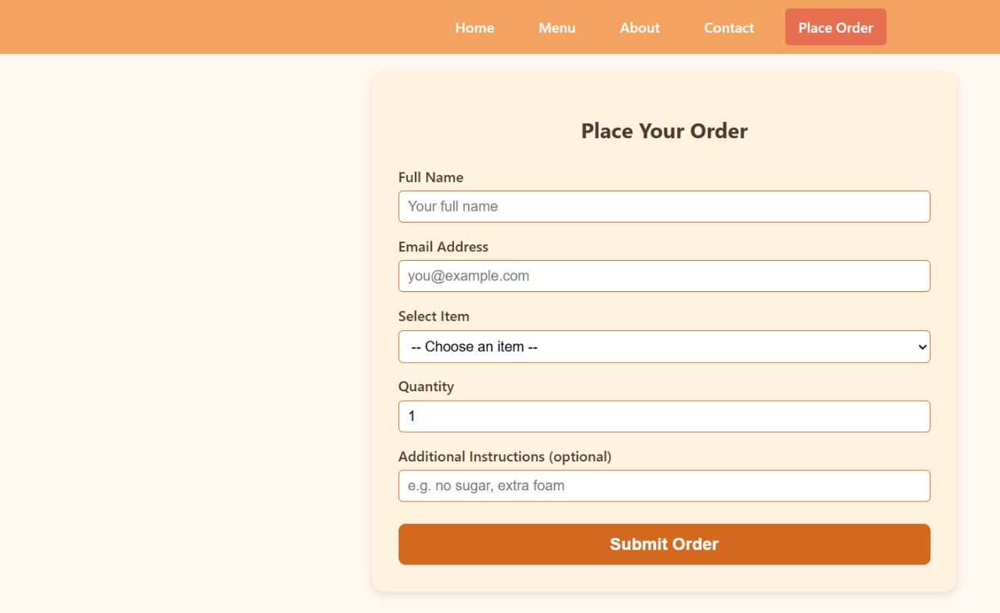 Home Menu About Contact Place Order
Place Your Order
Full Name
Your full name
Email Address
you@example.com
Select Item
-- Choose an item --
Quantity
1
Additional Instructions (optional)
e.g. no sugar, extra foam
Submit Order